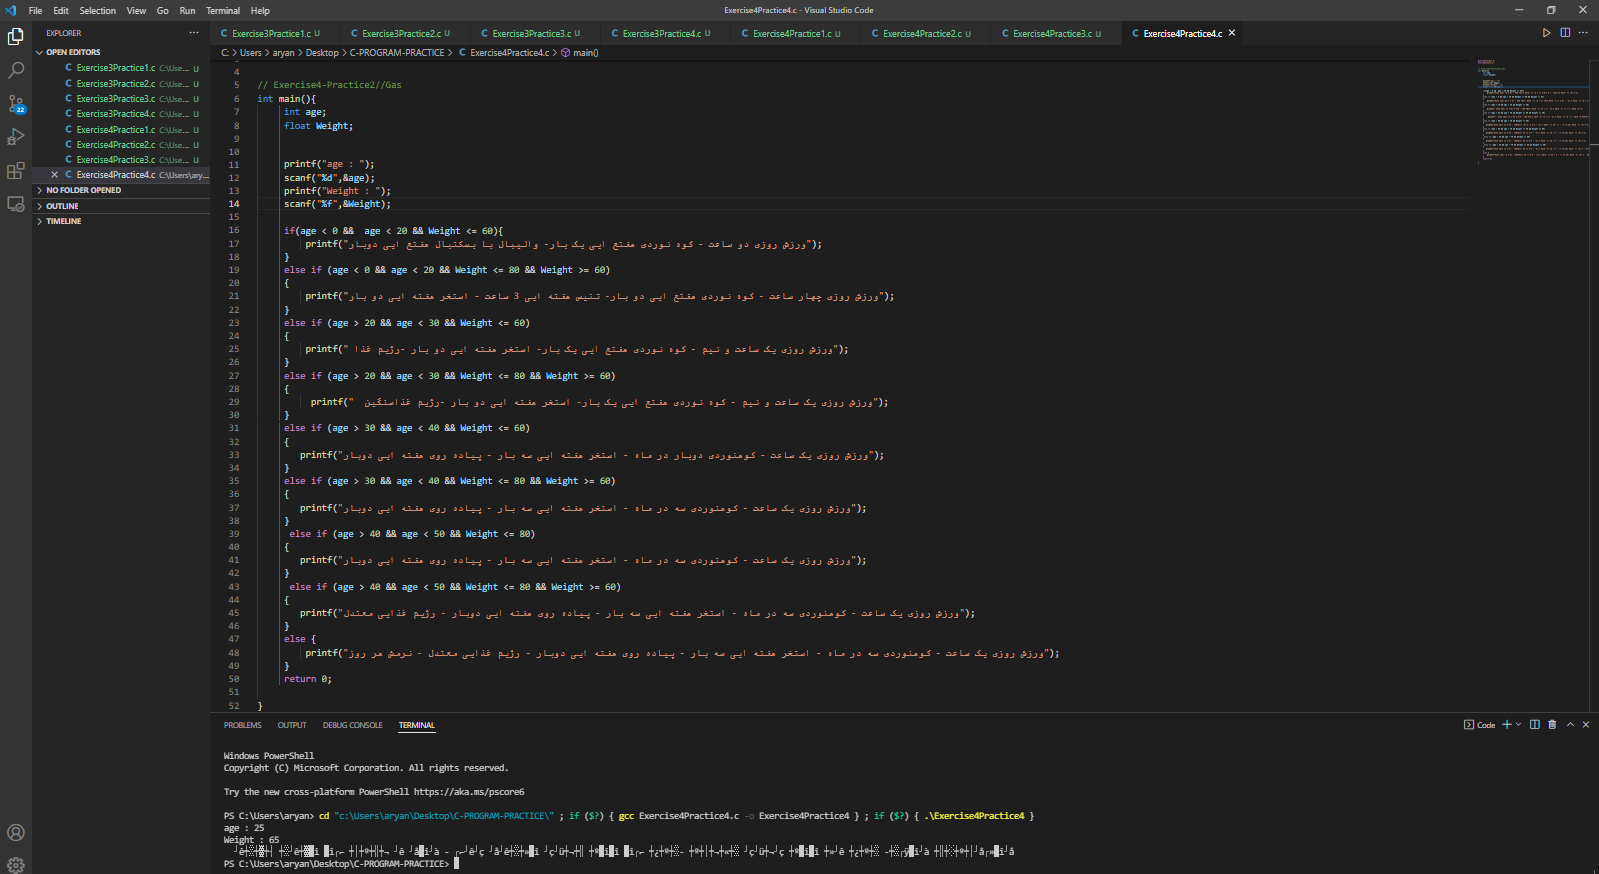 File Edit Selection View Go Run Terminal Help
Exercise4Practice4.c - Visual Studio Code
EXPLORER
Exercise3Practice1.c U
Exercise3Practice2.c U
Exercise3Practice3.c U
Exercise3Practice4.c U
Exercise4Practice1.c U
Exercise4Practice2.c U
Exercise4Practice3.c U
Exercise4Practice4.c
OPEN EDITORS
C: > Users > aryan > Desktop > C-PROGRAM-PRACTICE > C Exercise4Practice4.c > main()
C Exercise3Practice1.c C:\Use... U
C Exercise3Practice2.c C:\Use... U
C Exercise3Practice3.c C:\Use... U
C Exercise3Practice4.c C:\Use... U
C Exercise4Practice1.c C:\Use... U
C Exercise4Practice2.c C:\Use... U
C Exercise4Practice3.c C:\Use... U
C Exercise4Practice4.c C:\Users\ary...
NO FOLDER OPENED
OUTLINE
TIMELINE
22
4
5 // Exercise4-Practice2//Gas
6 int main(){
7 int age;
8 float Weight;
9
10
11 printf("age : ");
12 scanf("%d",&age);
13 printf("Weight : ");
14 scanf("%f",&Weight);
15
16 if(age < 0 && age < 20 && Weight <= 60){
17 printf("ورزش روزی دو ساعت - کوه نوردی هفتع ایی یک بار- والیبال با بسکتبال هفتع ایی دوبار");
18 }
19 else if (age < 0 && age < 20 && Weight <= 80 && Weight >= 60)
20 {
21 printf("ورزش روزی چهار ساعت - کوه نوردی هفتع ایی دو بار- تنیس هفته ایی 3 ساعت - استخر هفته ایی دو بار");
22 }
23 else if (age > 20 && age < 30 && Weight <= 60)
24 {
25 printf(" ورزش روزی یک ساعت و نیم - کوه نوردی هفتع ایی یک بار- استخر هفته ایی دو بار -رژیم غذا");
26 }
27 else if (age > 20 && age < 30 && Weight <= 80 && Weight >= 60)
28 {
29 printf(" ورزش روزی یک ساعت و نیم - کوه نوردی هفتع ایی یک بار- استخر هفته ایی دو بار -رژیم غذاسنگین");
30 }
31 else if (age > 30 && age < 40 && Weight <= 60)
32 {
33 printf("ورزش روزی یک ساعت - کوهنوردی دوبار در ماه - استخر هفته ایی سه بار - پیاده روی هفته ایی دوبار");
34 }
35 else if (age > 30 && age < 40 && Weight <= 80 && Weight >= 60)
36 {
37 printf("ورزش روزی یک ساعت - کوهنوردی سه در ماه - استخر هفته ایی سه بار - پیاده روی هفته ایی دوبار");
38 }
39 else if (age > 40 && age < 50 && Weight <= 80)
40 {
41 printf("ورزش روزی یک ساعت - کوهنوردی سه در ماه - استخر هفته ایی سه بار - پیاده روی هفته ایی دوبار");
42 }
43 else if (age > 40 && age < 50 && Weight <= 80 && Weight >= 60)
44 {
45 printf("ورزش روزی یک ساعت - کوهنوردی سه در ماه - استخر هفته ایی سه بار - پیاده روی هفته ایی دوبار - رژیم غذایی معتدل");
46 }
47 else {
48 printf("ورزش روزی یک ساعت - کوهنوردی سه در ماه - استخر هفته ایی سه بار - پیاده روی هفته ایی دوبار - رژیم غذایی معتدل - نرمش هر روز");
49 }
50 return 0;
51
52 }
PROBLEMS OUTPUT DEBUG CONSOLE TERMINAL
Code
Windows PowerShell
Copyright (C) Microsoft Corporation. All rights reserved.
Try the new cross-platform PowerShell https://aka.ms/pscore6
PS C:\Users\aryan> cd "c:\Users\aryan\Desktop\C-PROGRAM-PRACTICE\" ; if ($?) { gcc Exercise4Practice4.c -o Exercise4Practice4 } ; if ($?) { .\Exercise4Practice4 }
age : 25
Weight : 65
PS C:\Users\aryan\Desktop\C-PROGRAM-PRACTICE>